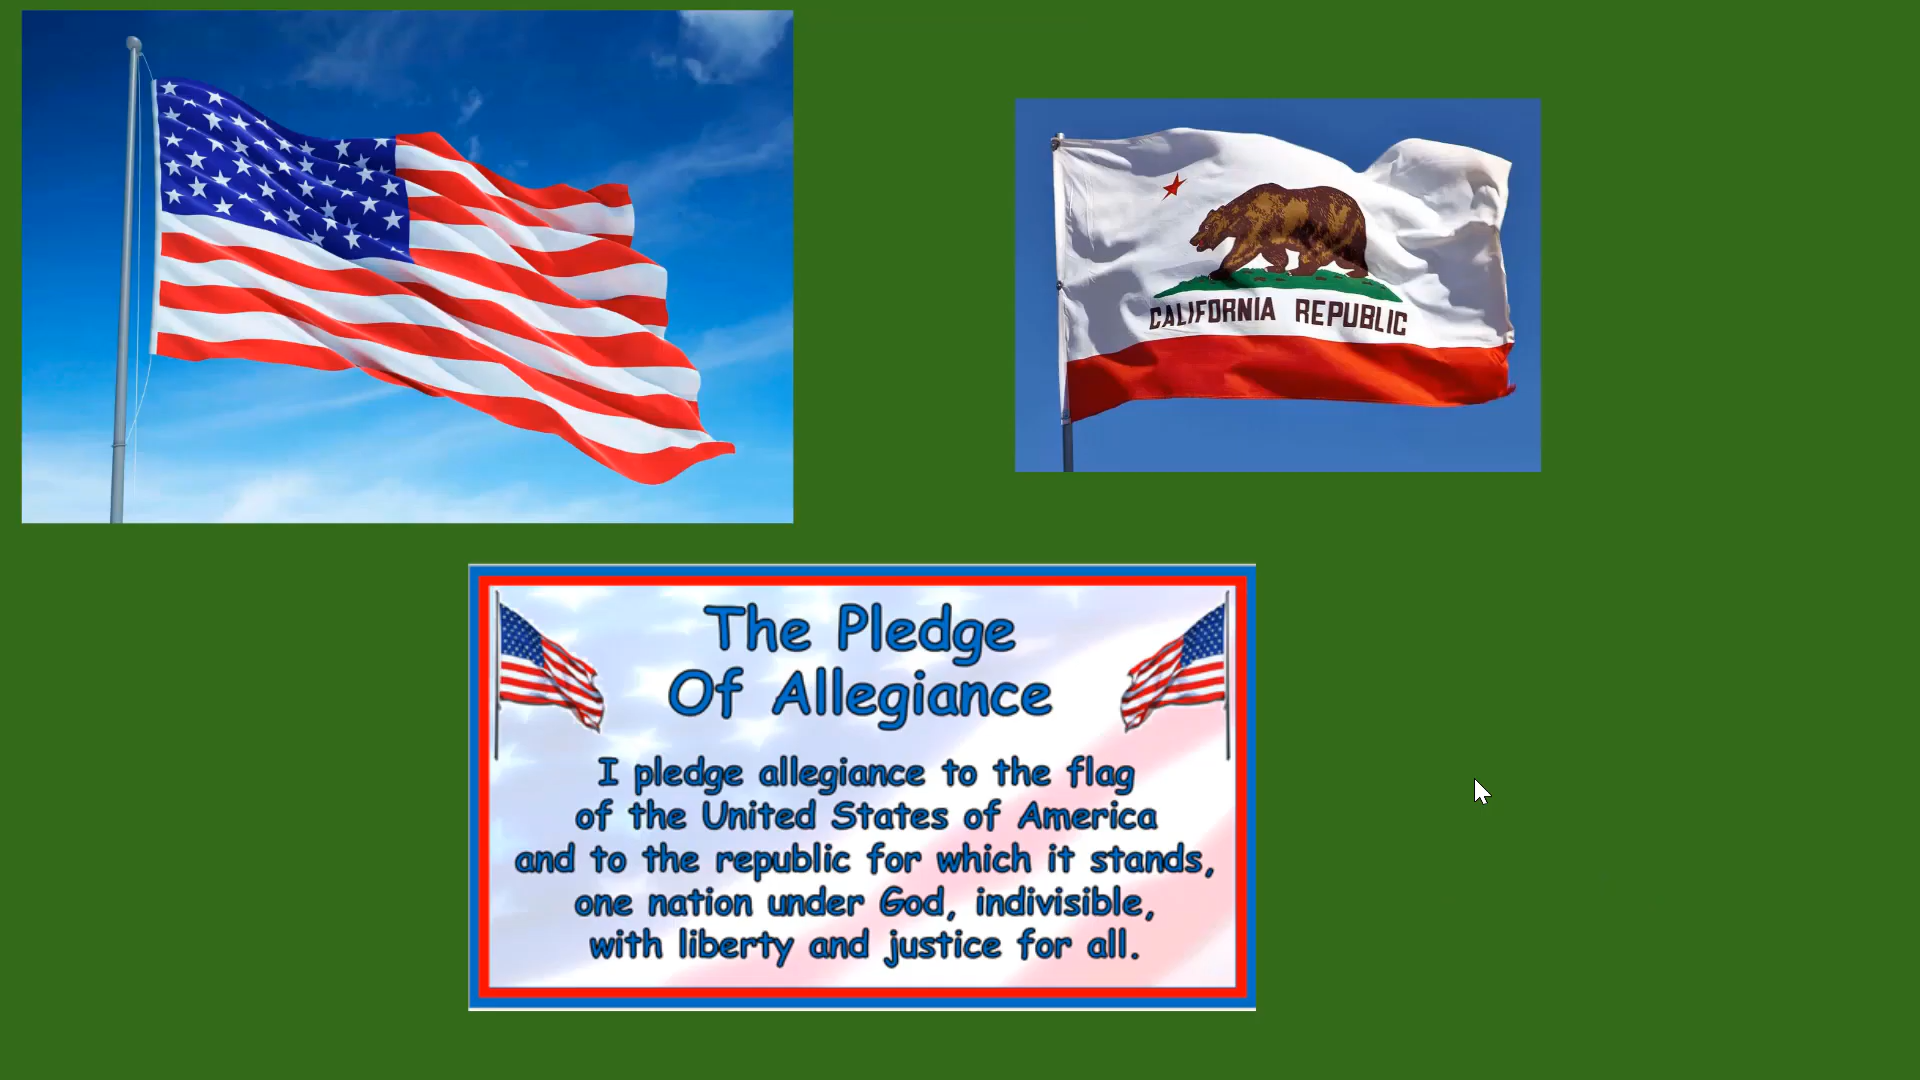 CALIFORNIA REPUBLIC
The Pledge
Of Allegiance
I pledge allegiance to the flag
of the United States of America
and to the republic for which it stands,
one nation under God, indivisible,
with liberty and justice for all.